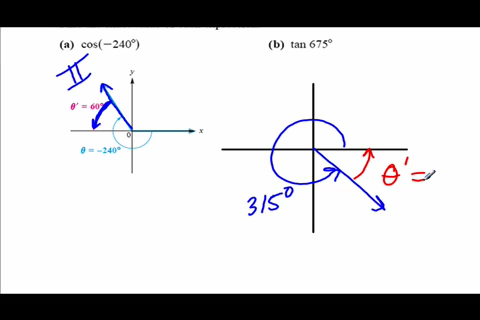 (a) cos(−240°)
(b) tan 675°
II
y
θ′ = 60°
0
x
θ = −240°
315°
θ′ =